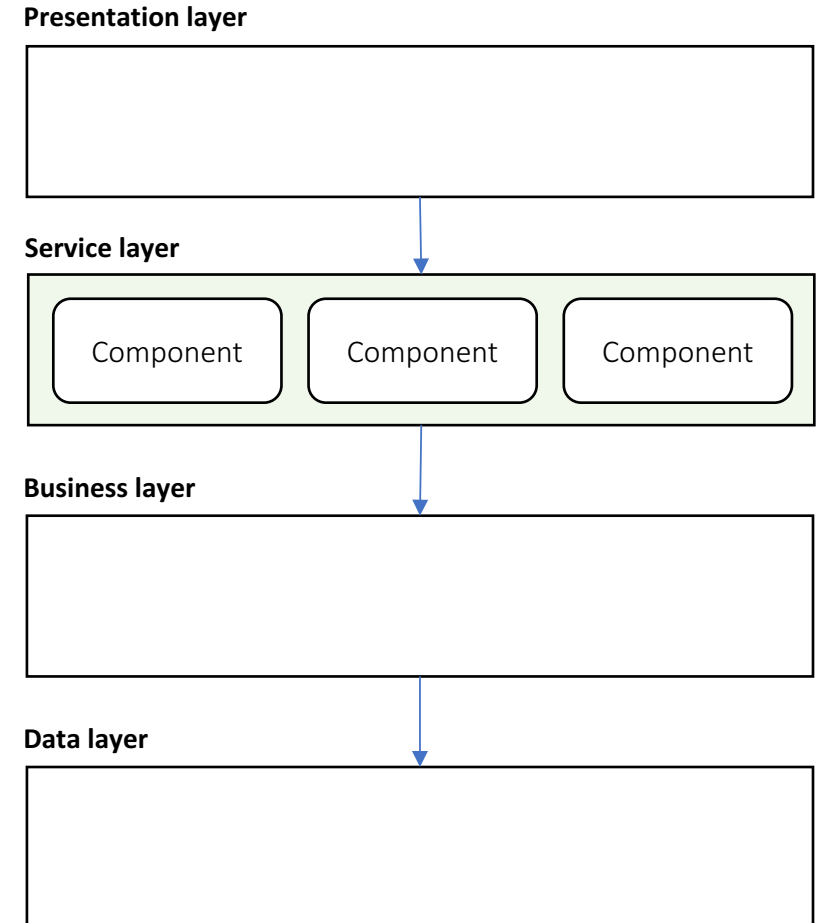 Presentation layer
Service layer
Component Component Component
Business layer
Data layer